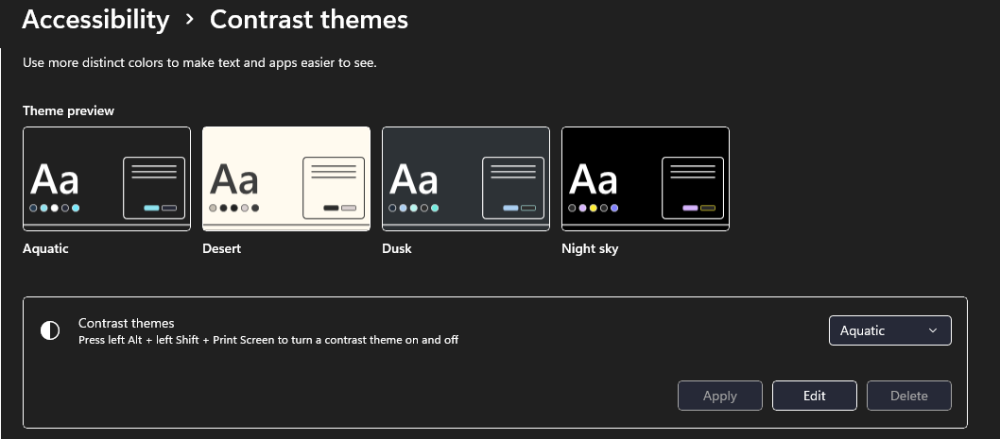 Accessibility > Contrast themes
Use more distinct colors to make text and apps easier to see.
Theme preview
Aa Aa Aa Aa
Aquatic Desert Dusk Night sky
Contrast themes
Press left Alt + left Shift + Print Screen to turn a contrast theme on and off
Aquatic
Apply Edit Delete